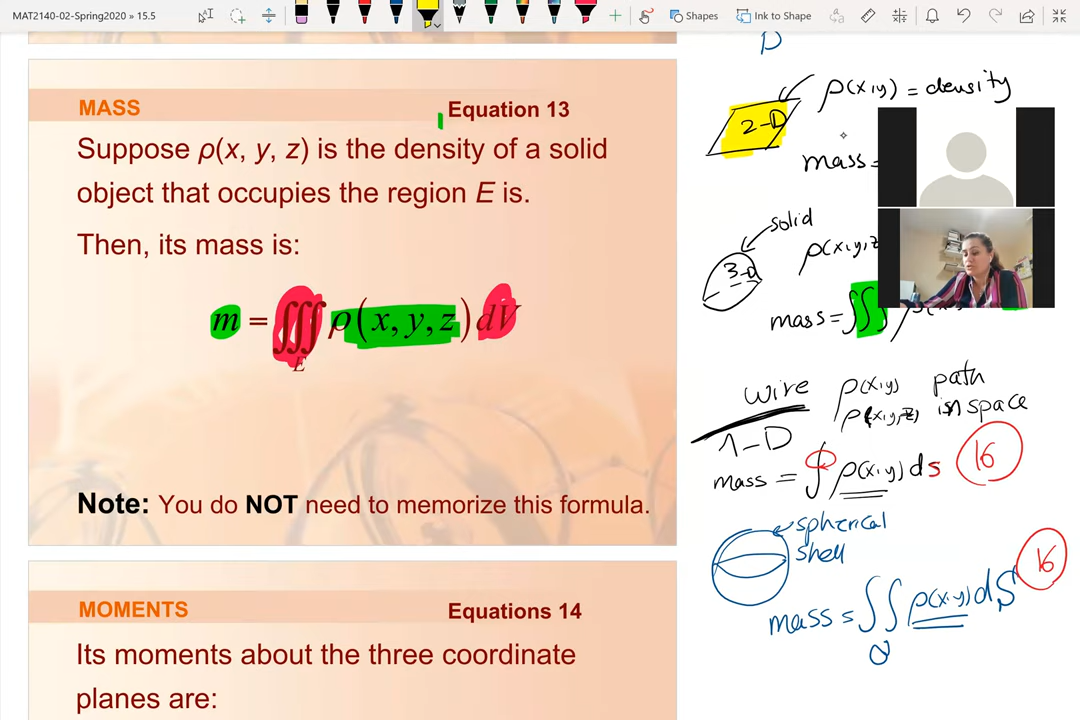 MAT2140-02-Spring2020 » 15.5
Shapes
Ink to Shape
MASS
Equation 13
Suppose ρ(x, y, z) is the density of a solid
object that occupies the region E is.
Then, its mass is:
m = ∭ ρ(x, y, z) dV
E
Note: You do NOT need to memorize this formula.
MOMENTS
Equations 14
Its moments about the three coordinate
planes are:
D
ρ(x,y) = density
2-D
mass=
solid
ρ(x,y,z
3-D
mass = ∭
wire ρ(x,y) path
ρ(x,y,z) in space
1-D
mass = ∮ ρ(x,y) ds 16
spherical
shell
mass = ∬ ρ(x,y) dS 16